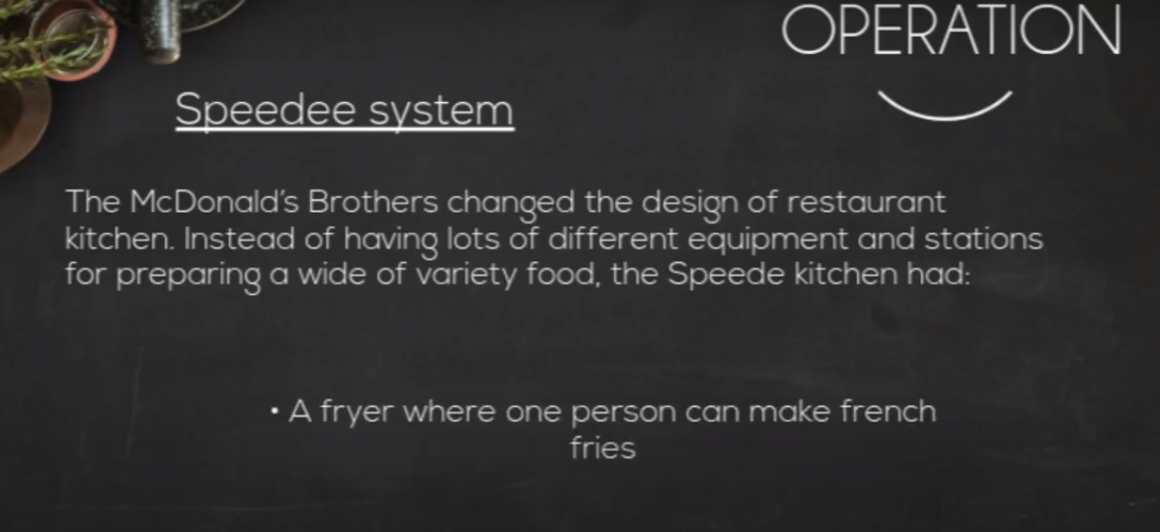 OPERATION
Speedee system
The McDonald's Brothers changed the design of restaurant
kitchen. Instead of having lots of different equipment and stations
for preparing a wide of variety food, the Speede kitchen had:
• A fryer where one person can make french
fries